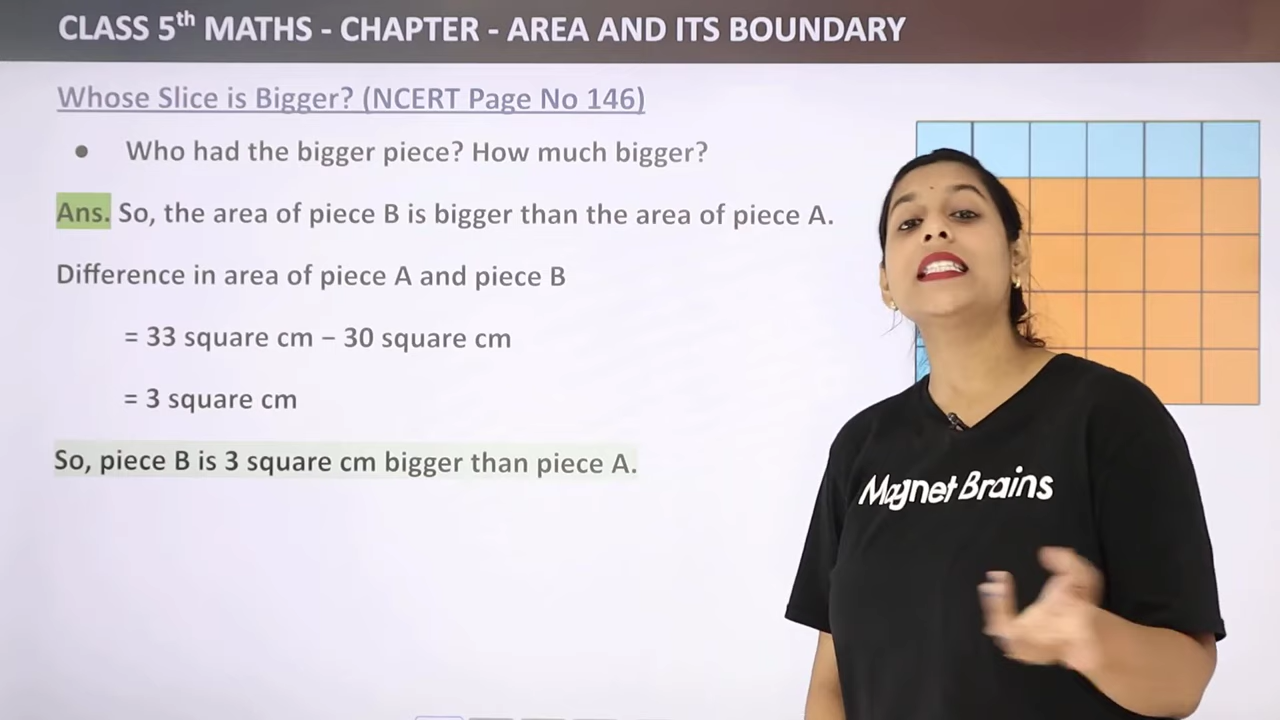 CLASS 5th MATHS - CHAPTER - AREA AND ITS BOUNDARY
Whose Slice is Bigger? (NCERT Page No 146)
● Who had the bigger piece? How much bigger?
Ans. So, the area of piece B is bigger than the area of piece A.
Difference in area of piece A and piece B
= 33 square cm – 30 square cm
= 3 square cm
So, piece B is 3 square cm bigger than piece A.
Magnet Brains